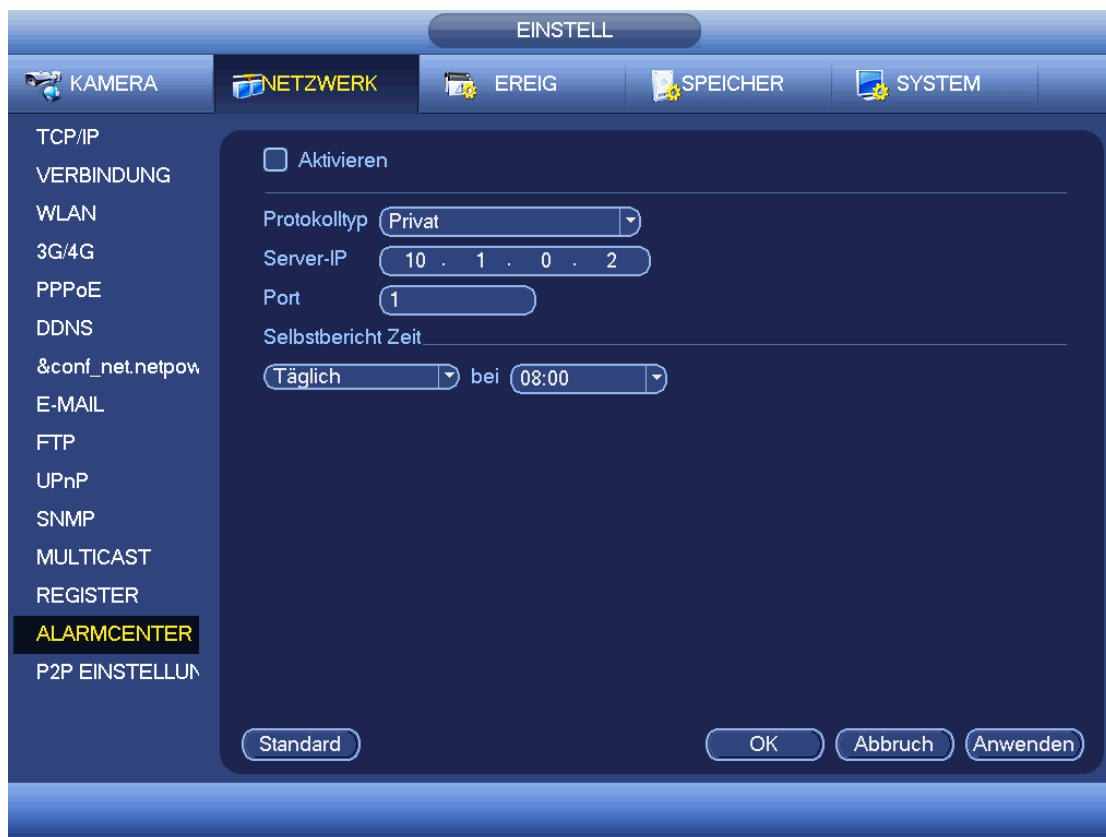 EINSTELL
KAMERA NETZWERK EREIG SPEICHER SYSTEM
TCP/IP
VERBINDUNG
WLAN
3G/4G
PPPoE
DDNS
&conf_net.netpow
E-MAIL
FTP
UPnP
SNMP
MULTICAST
REGISTER
ALARMCENTER
P2P EINSTELLUN
Aktivieren
Protokolltyp Privat
Server-IP 10 . 1 . 0 . 2
Port 1
Selbstbericht Zeit
Täglich bei 08:00
Standard OK Abbruch Anwenden